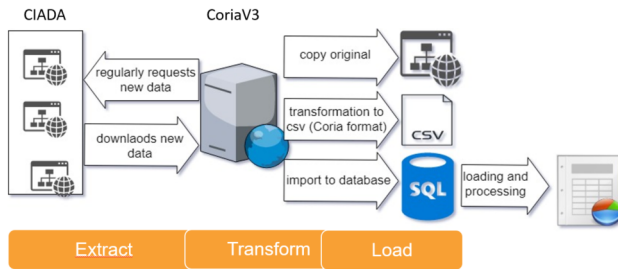 CIADA
CoriaV3
regularly requests
new data
downlaods new
data
copy original
transformation to
csv (Coria format)
CSV
import to database
SQL
loading and
processing
Extract
Transform
Load